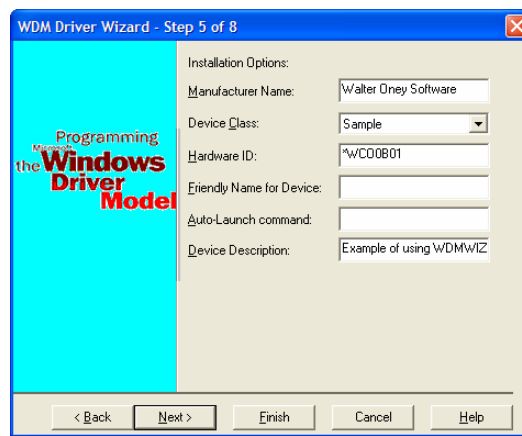 WDM Driver Wizard - Step 5 of 8
Programming
Microsoft
the Windows
Driver
Model
Installation Options:
Manufacturer Name: Walter Oney Software
Device Class: Sample
Hardware ID: *WCO0B01
Friendly Name for Device:
Auto-Launch command:
Device Description: Example of using WDMWIZ
< Back Next > Finish Cancel Help